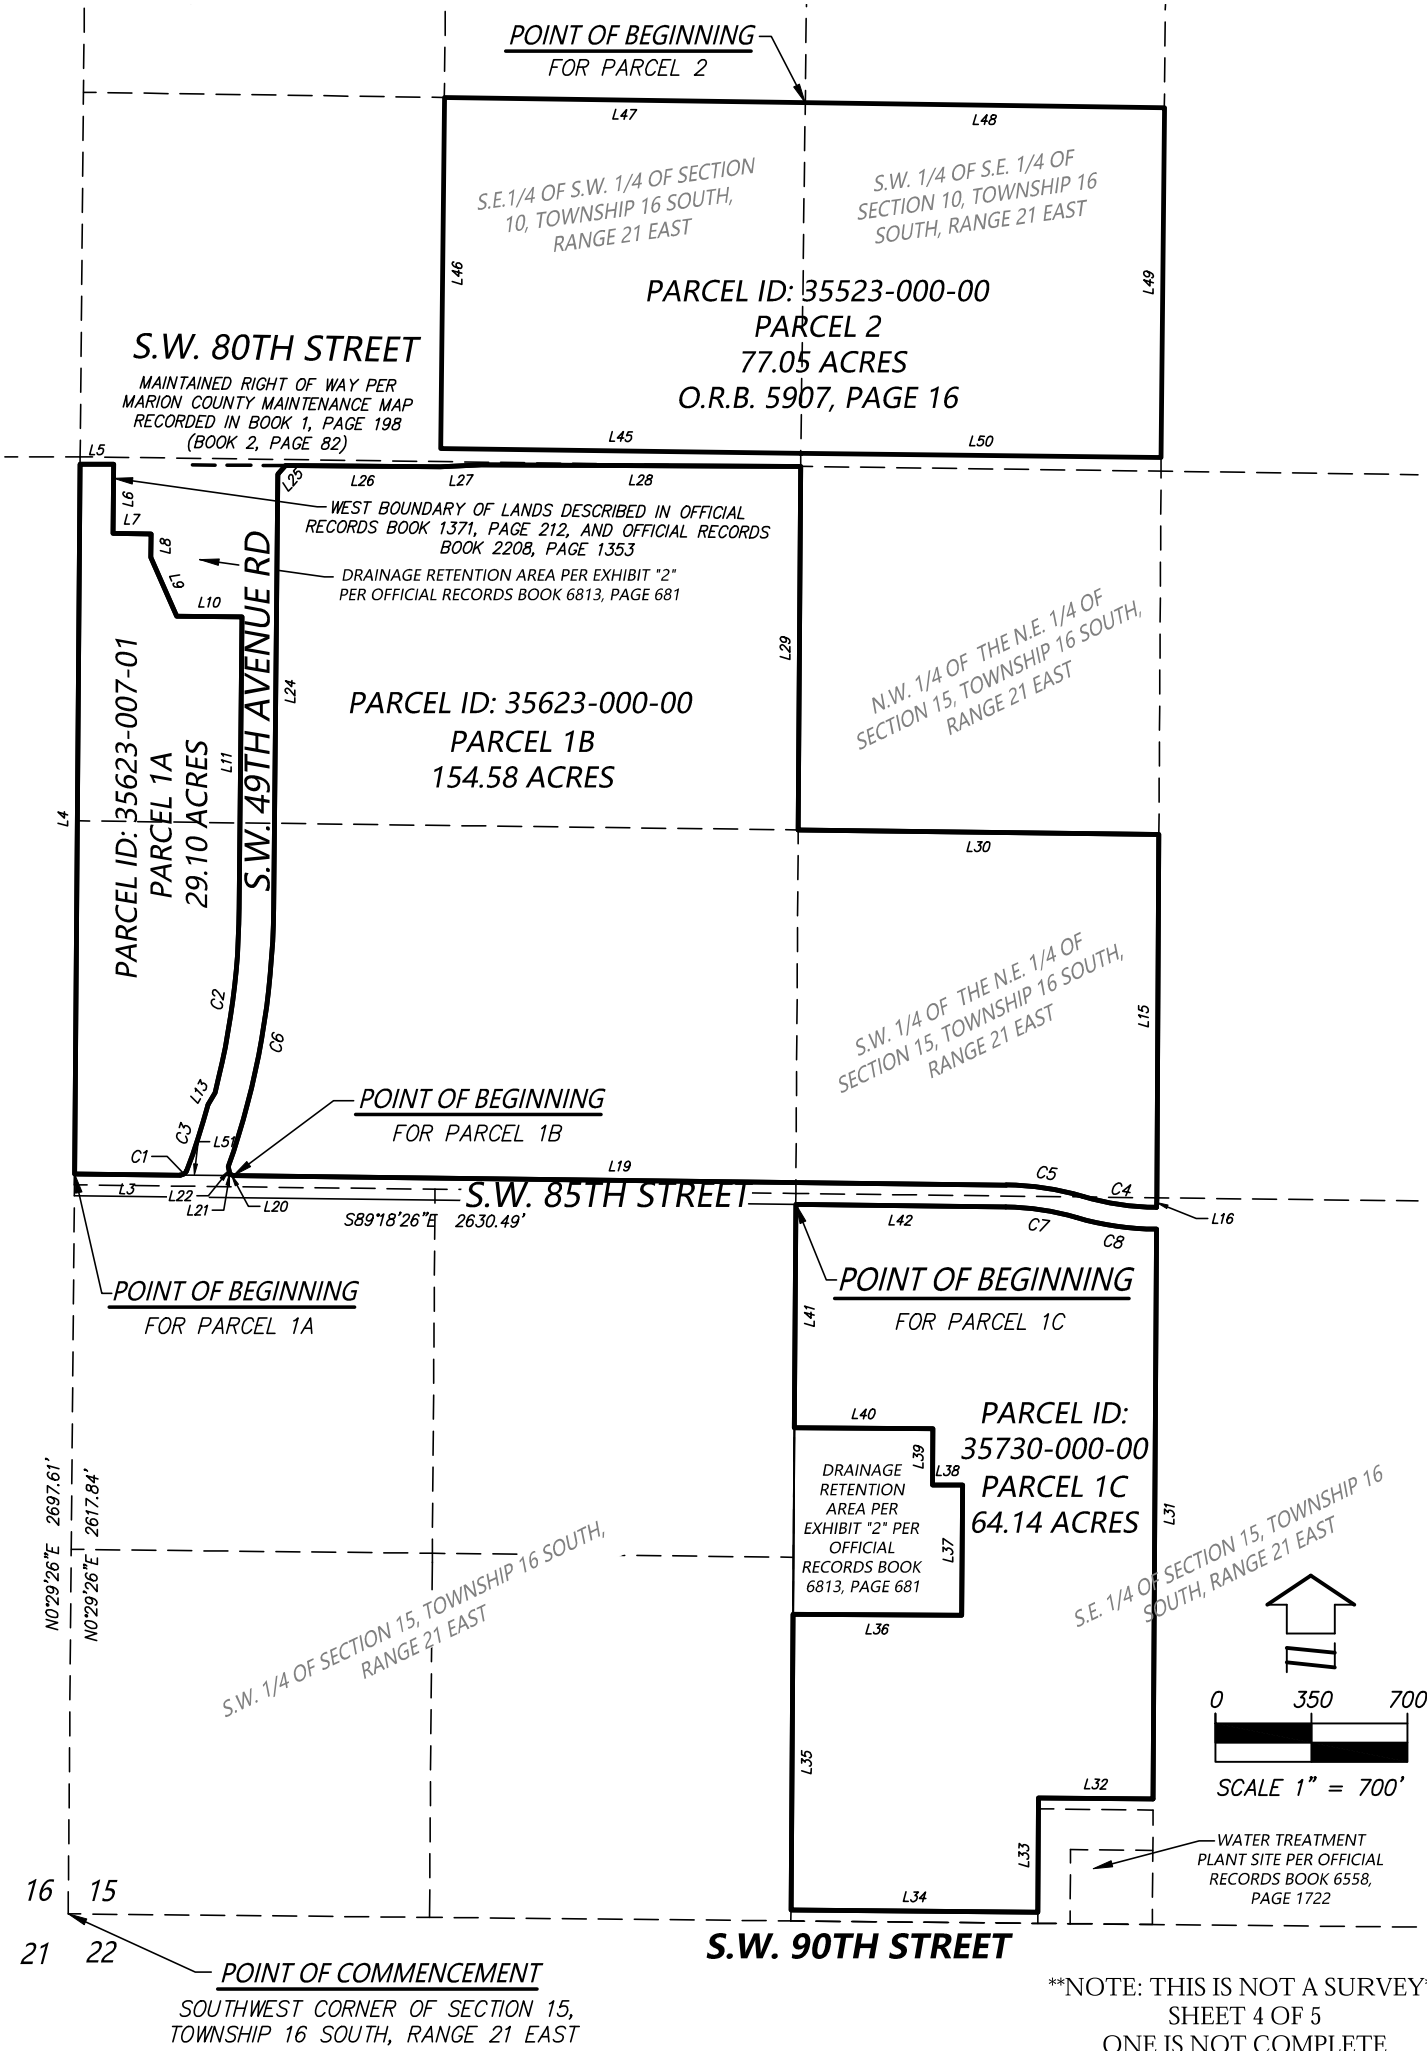 POINT OF BEGINNING
FOR PARCEL 2
L47
L48
S.E.1/4 OF S.W. 1/4 OF SECTION
10, TOWNSHIP 16 SOUTH,
RANGE 21 EAST
S.W. 1/4 OF S.E. 1/4 OF
SECTION 10, TOWNSHIP 16
SOUTH, RANGE 21 EAST
L46
L49
PARCEL ID: 35523-000-00
PARCEL 2
77.05 ACRES
O.R.B. 5907, PAGE 16
S.W. 80TH STREET
MAINTAINED RIGHT OF WAY PER
MARION COUNTY MAINTENANCE MAP
RECORDED IN BOOK 1, PAGE 198
(BOOK 2, PAGE 82)
L45
L50
L5
L25
L26
L27
L28
L6
L7
L8
L9
L10
WEST BOUNDARY OF LANDS DESCRIBED IN OFFICIAL
RECORDS BOOK 1371, PAGE 212, AND OFFICIAL RECORDS
BOOK 2208, PAGE 1353
DRAINAGE RETENTION AREA PER EXHIBIT "2"
PER OFFICIAL RECORDS BOOK 6813, PAGE 681
S.W. 49TH AVENUE RD
PARCEL ID: 35623-007-01
PARCEL 1A
29.10 ACRES
L4
L11
L24
L29
PARCEL ID: 35623-000-00
PARCEL 1B
154.58 ACRES
N.W. 1/4 OF THE N.E. 1/4 OF
SECTION 15, TOWNSHIP 16 SOUTH,
RANGE 21 EAST
L30
S.W. 1/4 OF THE N.E. 1/4 OF
SECTION 15, TOWNSHIP 16 SOUTH,
RANGE 21 EAST
L15
C2
C6
L13
C3
L51
C1
POINT OF BEGINNING
FOR PARCEL 1B
L19
C5
C4
L3
L22
L21
L20
S.W. 85TH STREET
S89°18'26"E 2630.49'
L42
C7
C8
L16
POINT OF BEGINNING
FOR PARCEL 1A
POINT OF BEGINNING
FOR PARCEL 1C
L41
L40
L39
L38
PARCEL ID:
35730-000-00
PARCEL 1C
64.14 ACRES
DRAINAGE
RETENTION
AREA PER
EXHIBIT "2" PER
OFFICIAL
RECORDS BOOK
6813, PAGE 681
L37
L31
L36
N0°29'26"E 2697.61'
N0°29'26"E 2617.84'
S.W. 1/4 OF SECTION 15, TOWNSHIP 16 SOUTH,
RANGE 21 EAST
S.E. 1/4 OF SECTION 15, TOWNSHIP 16
SOUTH, RANGE 21 EAST
0 350 700
SCALE 1" = 700'
L35
L32
L33
L34
WATER TREATMENT
PLANT SITE PER OFFICIAL
RECORDS BOOK 6558,
PAGE 1722
16 15
21 22
S.W. 90TH STREET
POINT OF COMMENCEMENT
SOUTHWEST CORNER OF SECTION 15,
TOWNSHIP 16 SOUTH, RANGE 21 EAST
**NOTE: THIS IS NOT A SURVEY*
SHEET 4 OF 5
ONE IS NOT COMPLETE